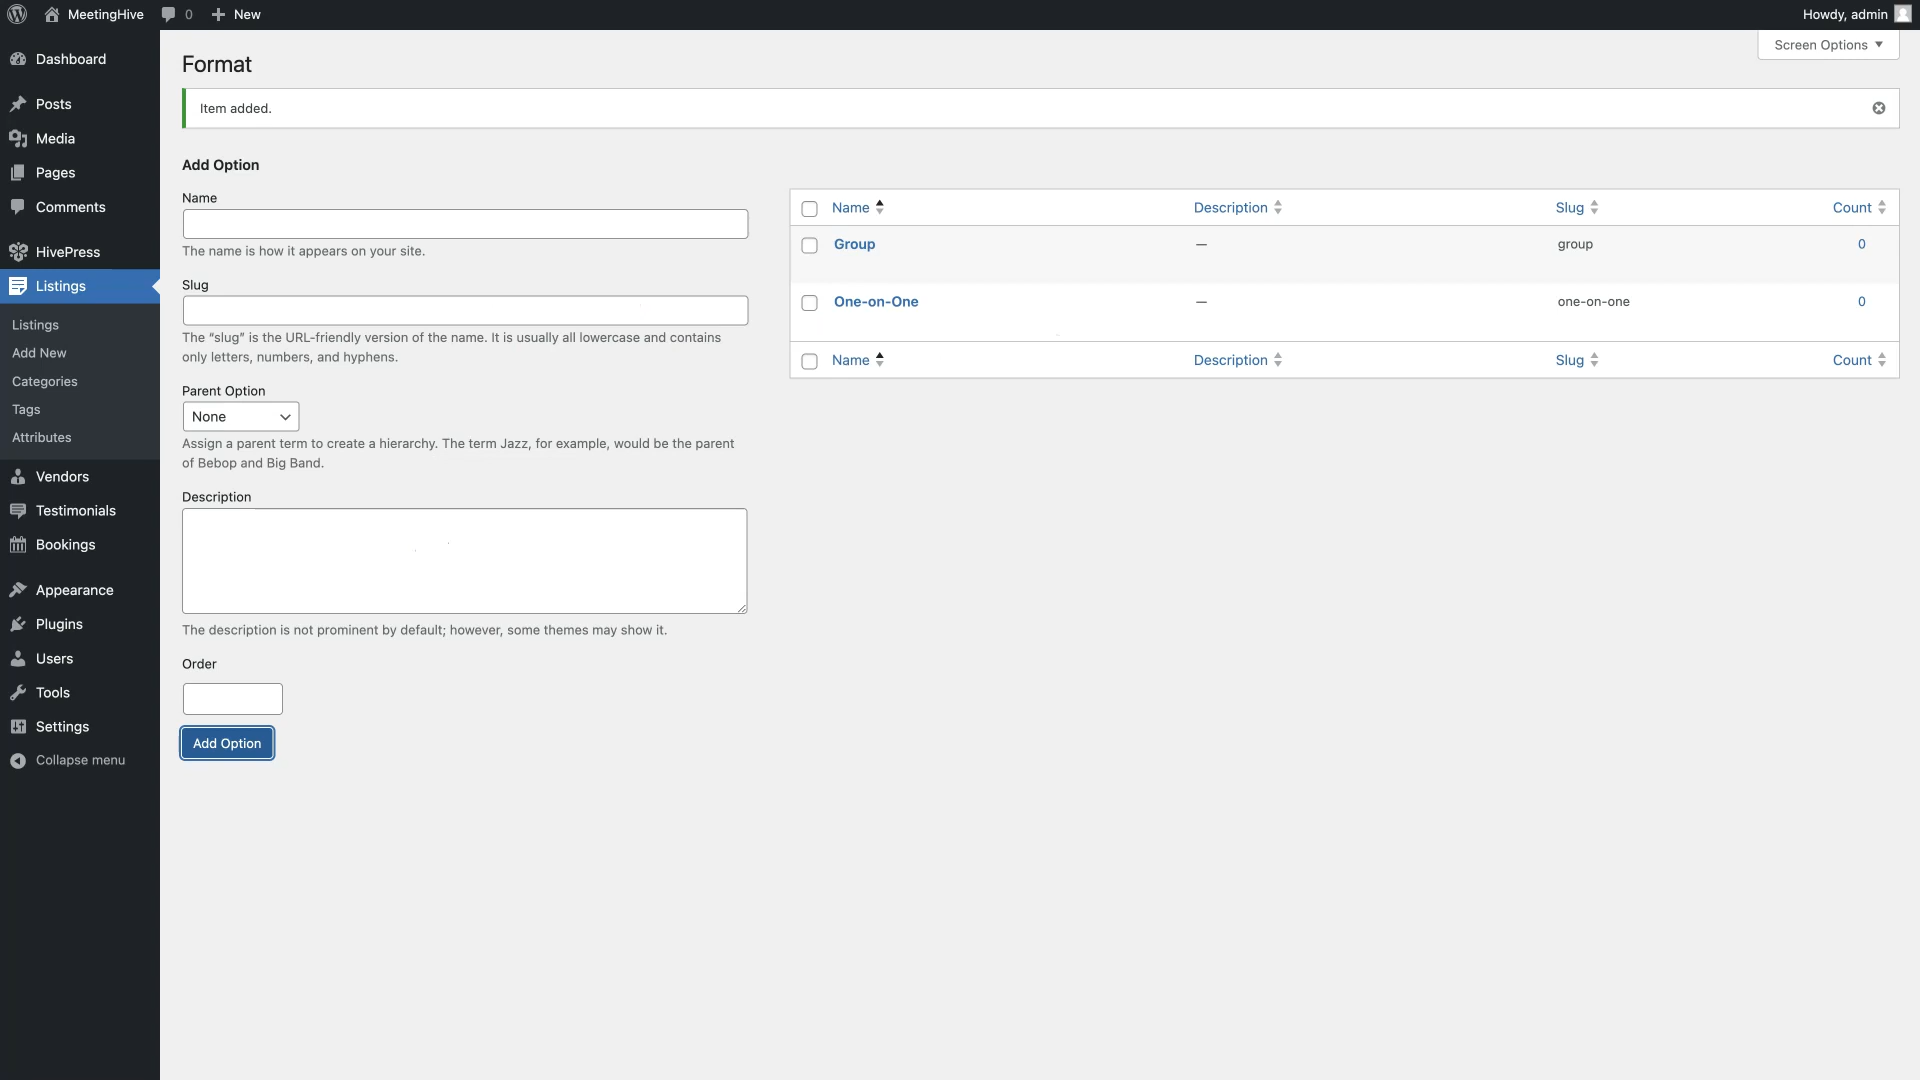 MeetingHive 0 New Howdy, admin
Screen Options
Dashboard
Posts
Media
Pages
Comments
HivePress
Listings
Listings
Add New
Categories
Tags
Attributes
Vendors
Testimonials
Bookings
Appearance
Plugins
Users
Tools
Settings
Collapse menu
Format
Item added.
Add Option
Name
The name is how it appears on your site.
Slug
The “slug” is the URL-friendly version of the name. It is usually all lowercase and contains
only letters, numbers, and hyphens.
Parent Option
None
Assign a parent term to create a hierarchy. The term Jazz, for example, would be the parent
of Bebop and Big Band.
Description
The description is not prominent by default; however, some themes may show it.
Order
Add Option
Name Description Slug Count
Group — group 0
One-on-One — one-on-one 0
Name Description Slug Count